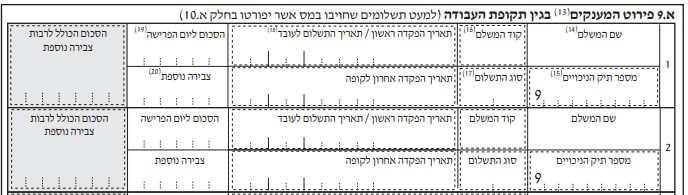 א.9 פירוט המענקים(13) בגין תקופת העבודה (למעט תשלומים שחויבו במס אשר יפורטו בחלק א.10)
1
שם המשלם(14)
קוד המשלם(16)
תאריך הפקדה ראשון / תאריך התשלום לעובד(18)
הסכום ליום הפרישה(19)
הסכום הכולל לרבות
צבירה נוספת
מספר תיק הניכויים(15)
9
סוג התשלום(17)
תאריך הפקדה אחרון לקופה
צבירה נוספת(20)
2
שם המשלם
קוד המשלם
תאריך הפקדה ראשון / תאריך התשלום לעובד
הסכום ליום הפרישה
הסכום הכולל לרבות
צבירה נוספת
מספר תיק הניכויים
9
סוג התשלום
תאריך הפקדה אחרון לקופה
צבירה נוספת